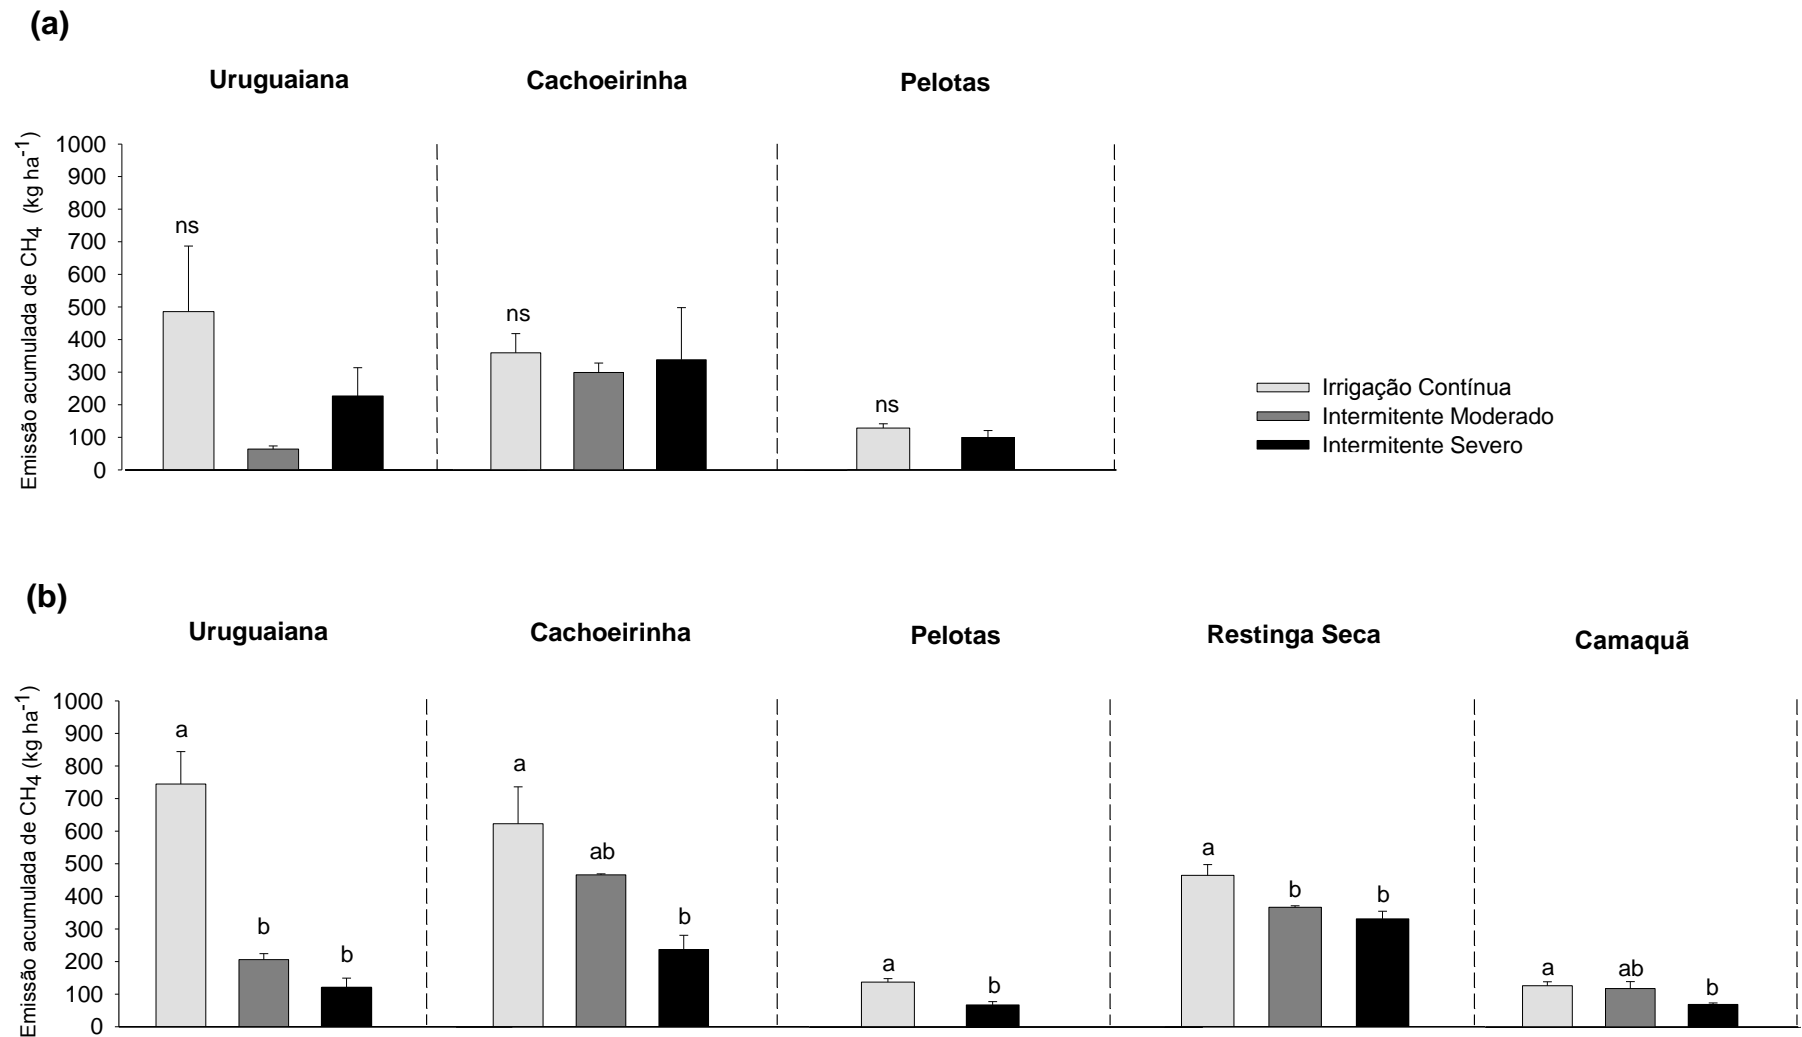 (a)
Uruguaiana
Cachoeirinha
Pelotas
Emissão acumulada de CH4 (kg ha-1)
1000
900
800
700
600
500
400
300
200
100
0
ns
ns
ns
Irrigação Contínua
Intermitente Moderado
Intermitente Severo
(b)
Uruguaiana
Cachoeirinha
Pelotas
Restinga Seca
Camaquã
Emissão acumulada de CH4 (kg ha-1)
1000
900
800
700
600
500
400
300
200
100
0
a
b
b
a
ab
b
a
b
a
b
b
a
ab
b